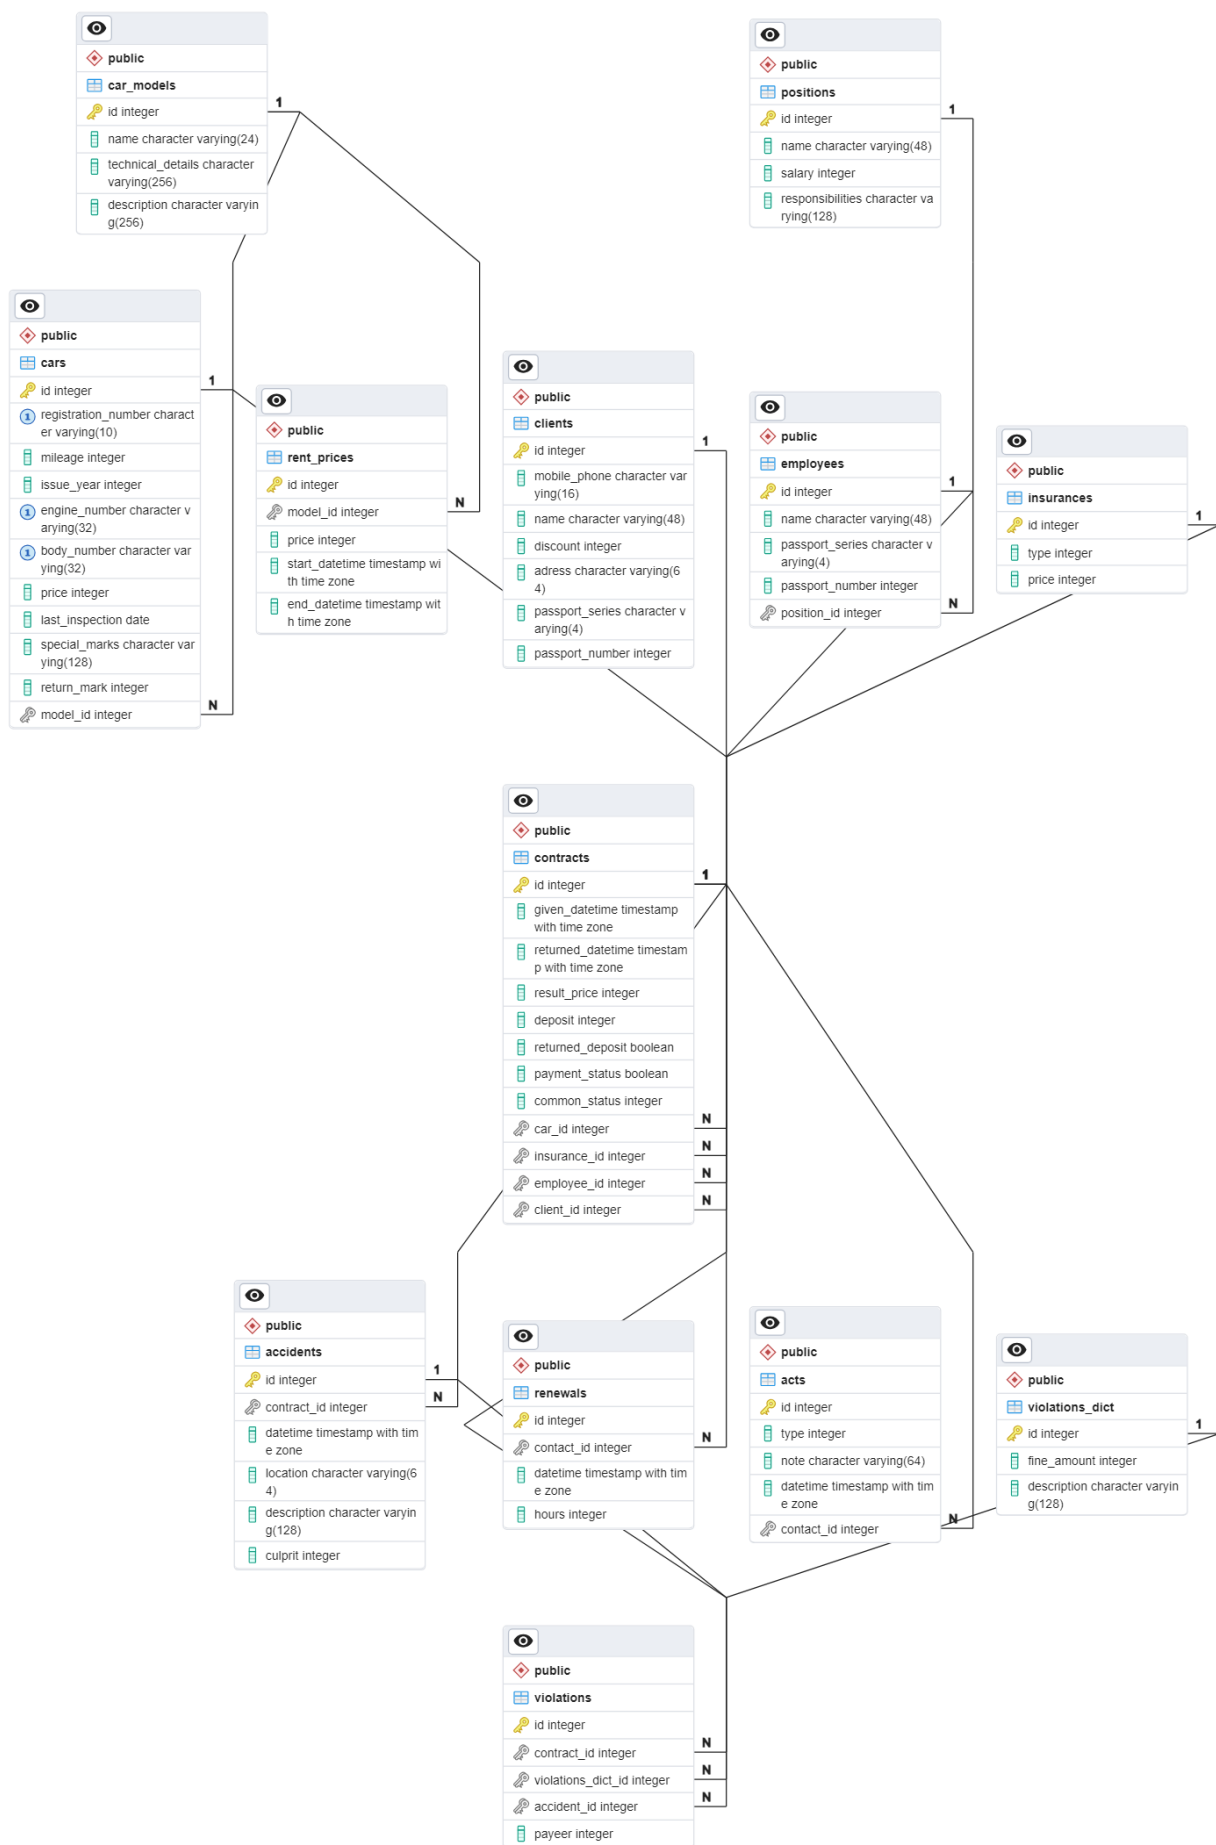 public
car_models
id integer
name character varying(24)
technical_details character
varying(256)
description character varyin
g(256)
1
public
positions
id integer
name character varying(48)
salary integer
responsibilities character va
rying(128)
1
public
cars
id integer
registration_number charact
er varying(10)
mileage integer
issue_year integer
engine_number character v
arying(32)
body_number character var
ying(32)
price integer
last_inspection date
special_marks character var
ying(128)
return_mark integer
model_id integer
1
N
public
rent_prices
id integer
model_id integer
price integer
start_datetime timestamp wi
th time zone
end_datetime timestamp wit
h time zone
N
public
clients
id integer
mobile_phone character var
ying(16)
name character varying(48)
discount integer
adress character varying(6
4)
passport_series character v
arying(4)
passport_number integer
1
public
employees
id integer
name character varying(48)
passport_series character v
arying(4)
passport_number integer
position_id integer
1
N
public
insurances
id integer
type integer
price integer
1
public
contracts
id integer
given_datetime timestamp
with time zone
returned_datetime timestam
p with time zone
result_price integer
deposit integer
returned_deposit boolean
payment_status boolean
common_status integer
car_id integer
insurance_id integer
employee_id integer
client_id integer
1
N
N
N
N
public
accidents
id integer
contract_id integer
datetime timestamp with tim
e zone
location character varying(6
4)
description character varyin
g(128)
culprit integer
1
N
public
renewals
id integer
contact_id integer
datetime timestamp with tim
e zone
hours integer
N
public
acts
id integer
type integer
note character varying(64)
datetime timestamp with tim
e zone
contact_id integer
N
public
violations_dict
id integer
fine_amount integer
description character varyin
g(128)
1
public
violations
id integer
contract_id integer
violations_dict_id integer
accident_id integer
payeer integer
N
N
N